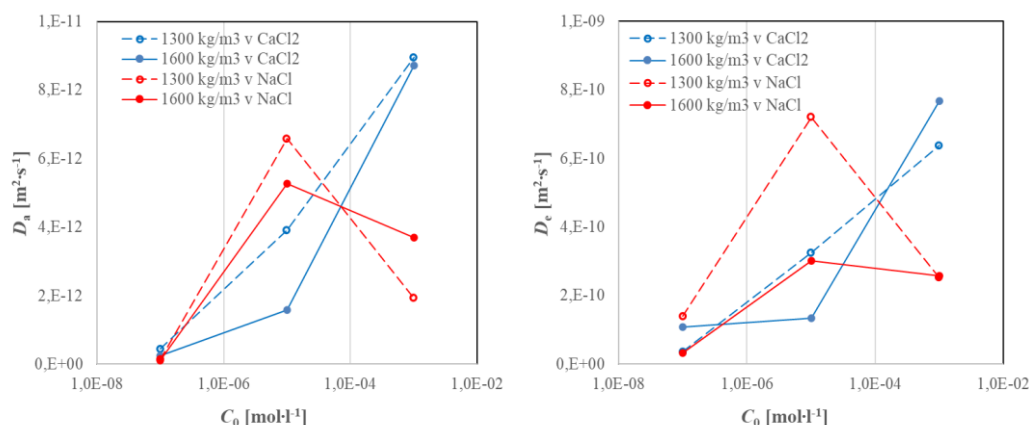 1,E-11
8,E-12
6,E-12
4,E-12
2,E-12
0,E+00
Da [m²·s-1]
1300 kg/m3 v CaCl2
1600 kg/m3 v CaCl2
1300 kg/m3 v NaCl
1600 kg/m3 v NaCl
1,0E-08 1,0E-06 1,0E-04 1,0E-02
C0 [mol·l-1]
1,E-09
8,E-10
6,E-10
4,E-10
2,E-10
0,E+00
De [m²·s-1]
1300 kg/m3 v CaCl2
1600 kg/m3 v CaCl2
1300 kg/m3 v NaCl
1600 kg/m3 v NaCl
1,0E-08 1,0E-06 1,0E-04 1,0E-02
C0 [mol·l-1]